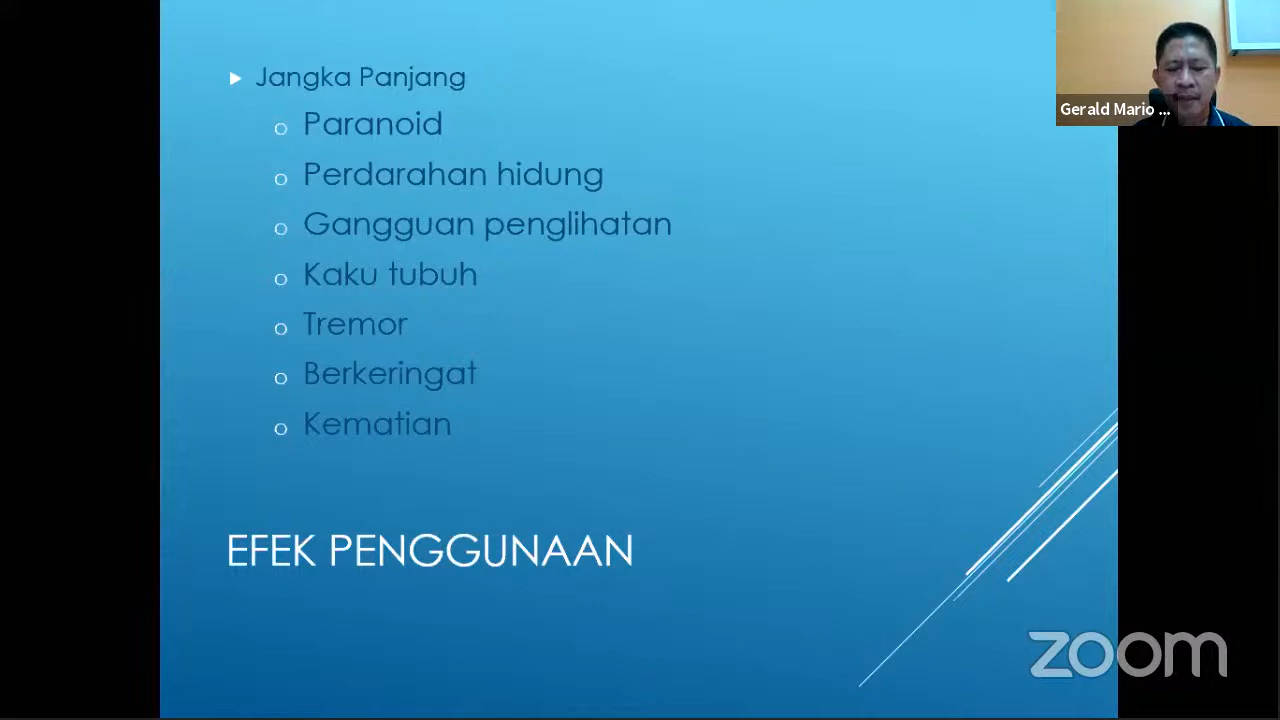 Jangka Panjang
Paranoid
Perdarahan hidung
Gangguan penglihatan
Kaku tubuh
Tremor
Berkeringat
Kematian
EFEK PENGGUNAAN
Gerald Mario ...
zoom